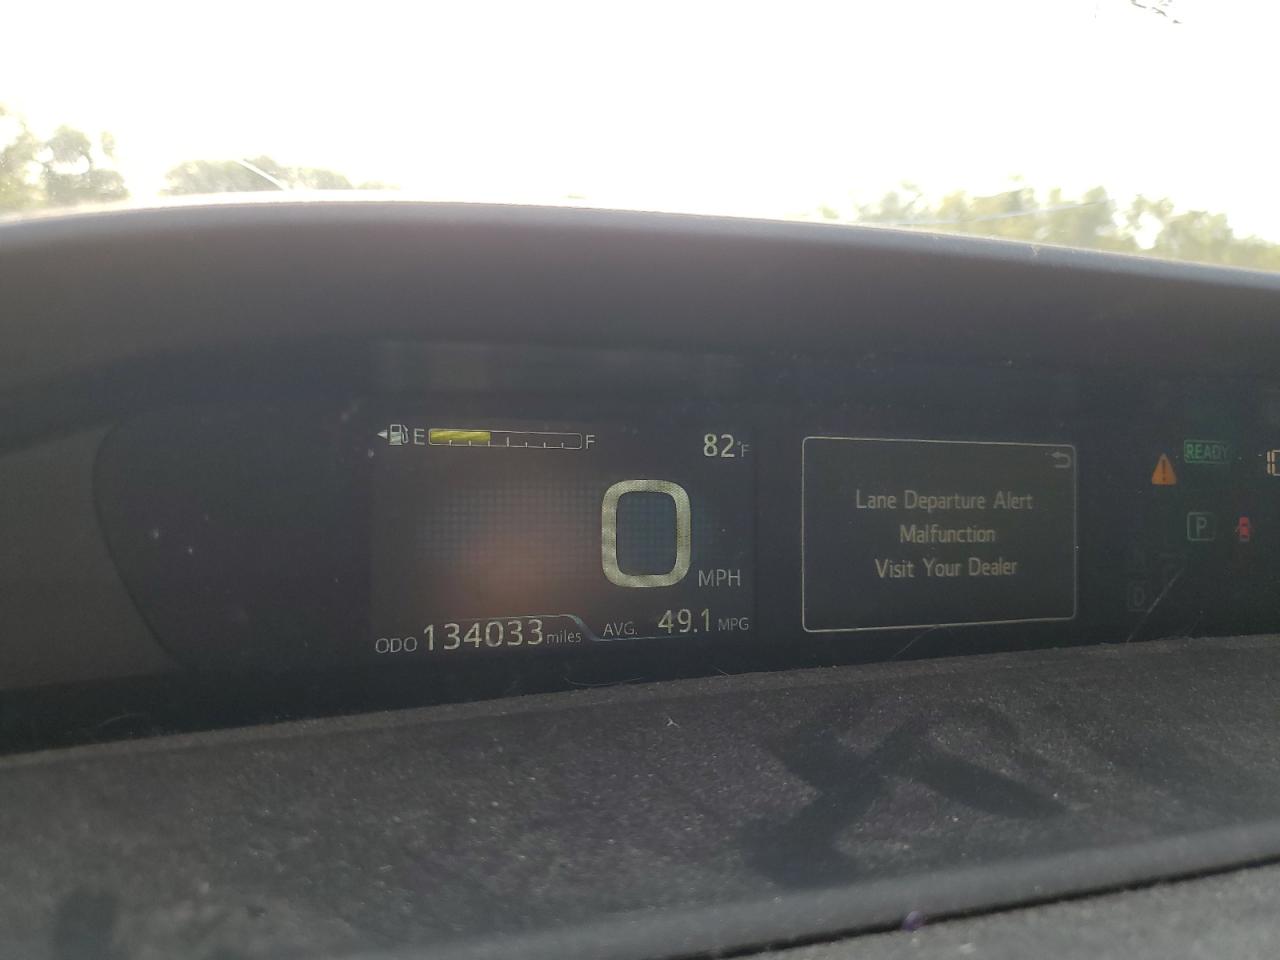 E F
82°F
0
MPH
ODO 134033 miles
AVG. 49.1 MPG
Lane Departure Alert
Malfunction
Visit Your Dealer
READY
P
D